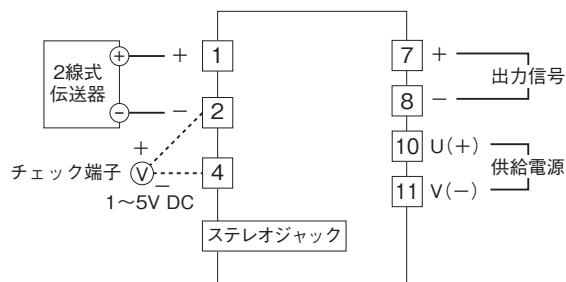 2線式
伝送器
+
−
+
−
1
2
4
+
チェック端子
V
−
1〜5V DC
ステレオジャック
7
+
8
−
出力信号
10
U(+)
11
V(−)
供給電源